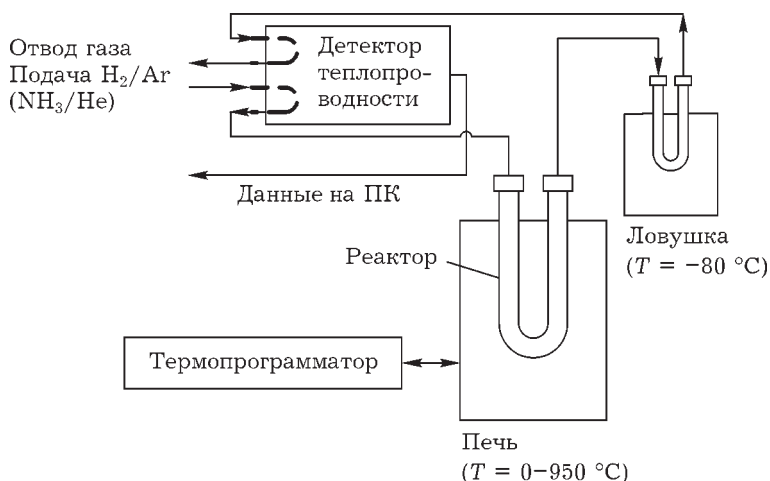 Отвод газа
Подача H₂/Ar
(NH₃/He)
Детектор
теплопро-
водности
Данные на ПК
Ловушка
(T = −80 °C)
Реактор
Термопрограмматор
Печь
(T = 0−950 °C)